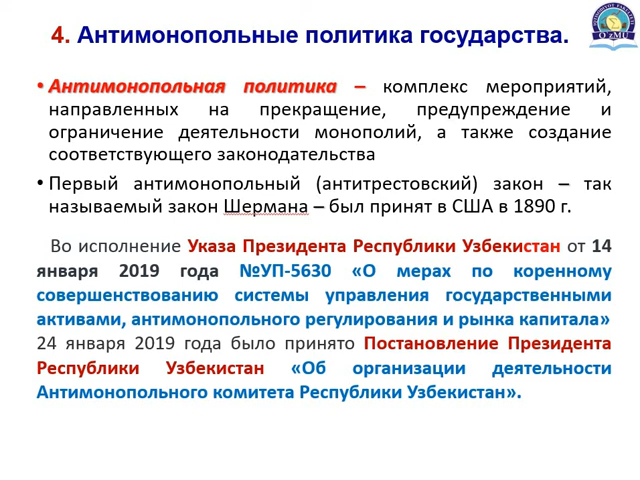 4. Антимонопольные политика государства.
• Антимонопольная политика – комплекс мероприятий,
направленных на прекращение, предупреждение и
ограничение деятельности монополий, а также создание
соответствующего законодательства
• Первый антимонопольный (антитрестовский) закон – так
называемый закон Шермана – был принят в США в 1890 г.
Во исполнение Указа Президента Республики Узбекистан от 14
января 2019 года №УП-5630 «О мерах по коренному
совершенствованию системы управления государственными
активами, антимонопольного регулирования и рынка капитала»
24 января 2019 года было принято Постановление Президента
Республики Узбекистан «Об организации деятельности
Антимонопольного комитета Республики Узбекистан».